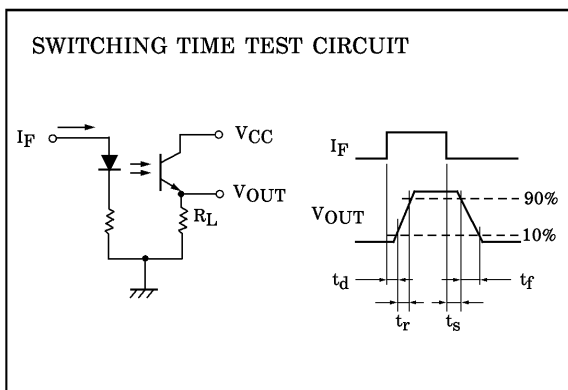 SWITCHING TIME TEST CIRCUIT
IF
VCC
VOUT
RL
IF
VOUT
90%
10%
td
tr
ts
tf